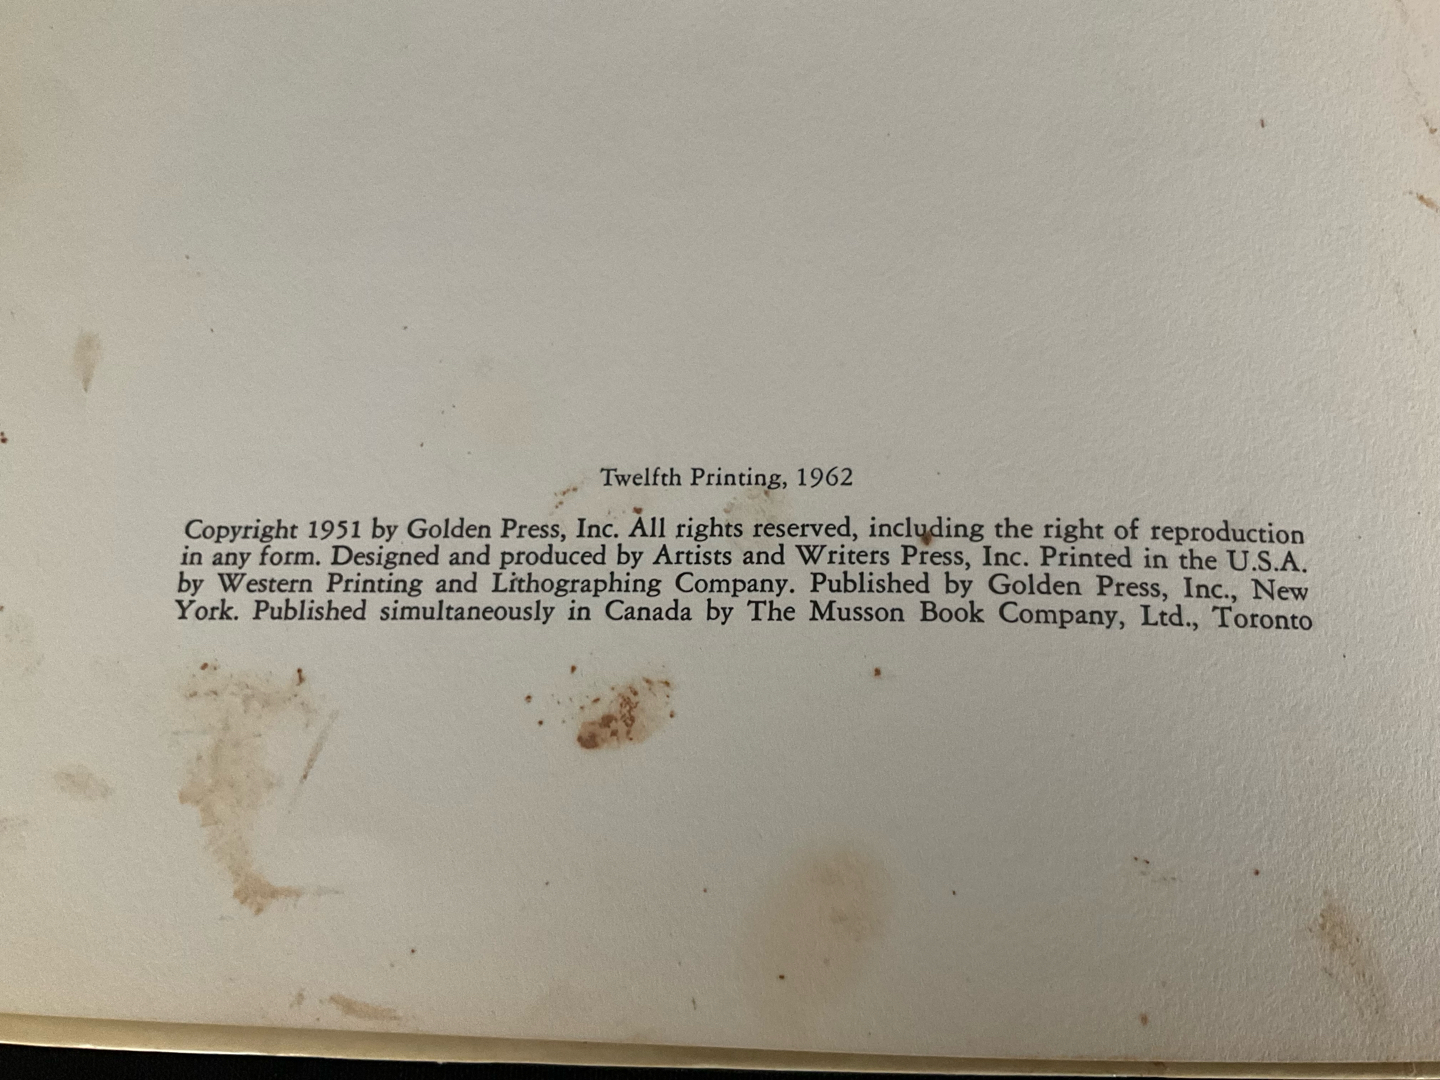 Twelfth Printing, 1962
Copyright 1951 by Golden Press, Inc. All rights reserved, including the right of reproduction
in any form. Designed and produced by Artists and Writers Press, Inc. Printed in the U.S.A.
by Western Printing and Lithographing Company. Published by Golden Press, Inc., New
York. Published simultaneously in Canada by The Musson Book Company, Ltd., Toronto